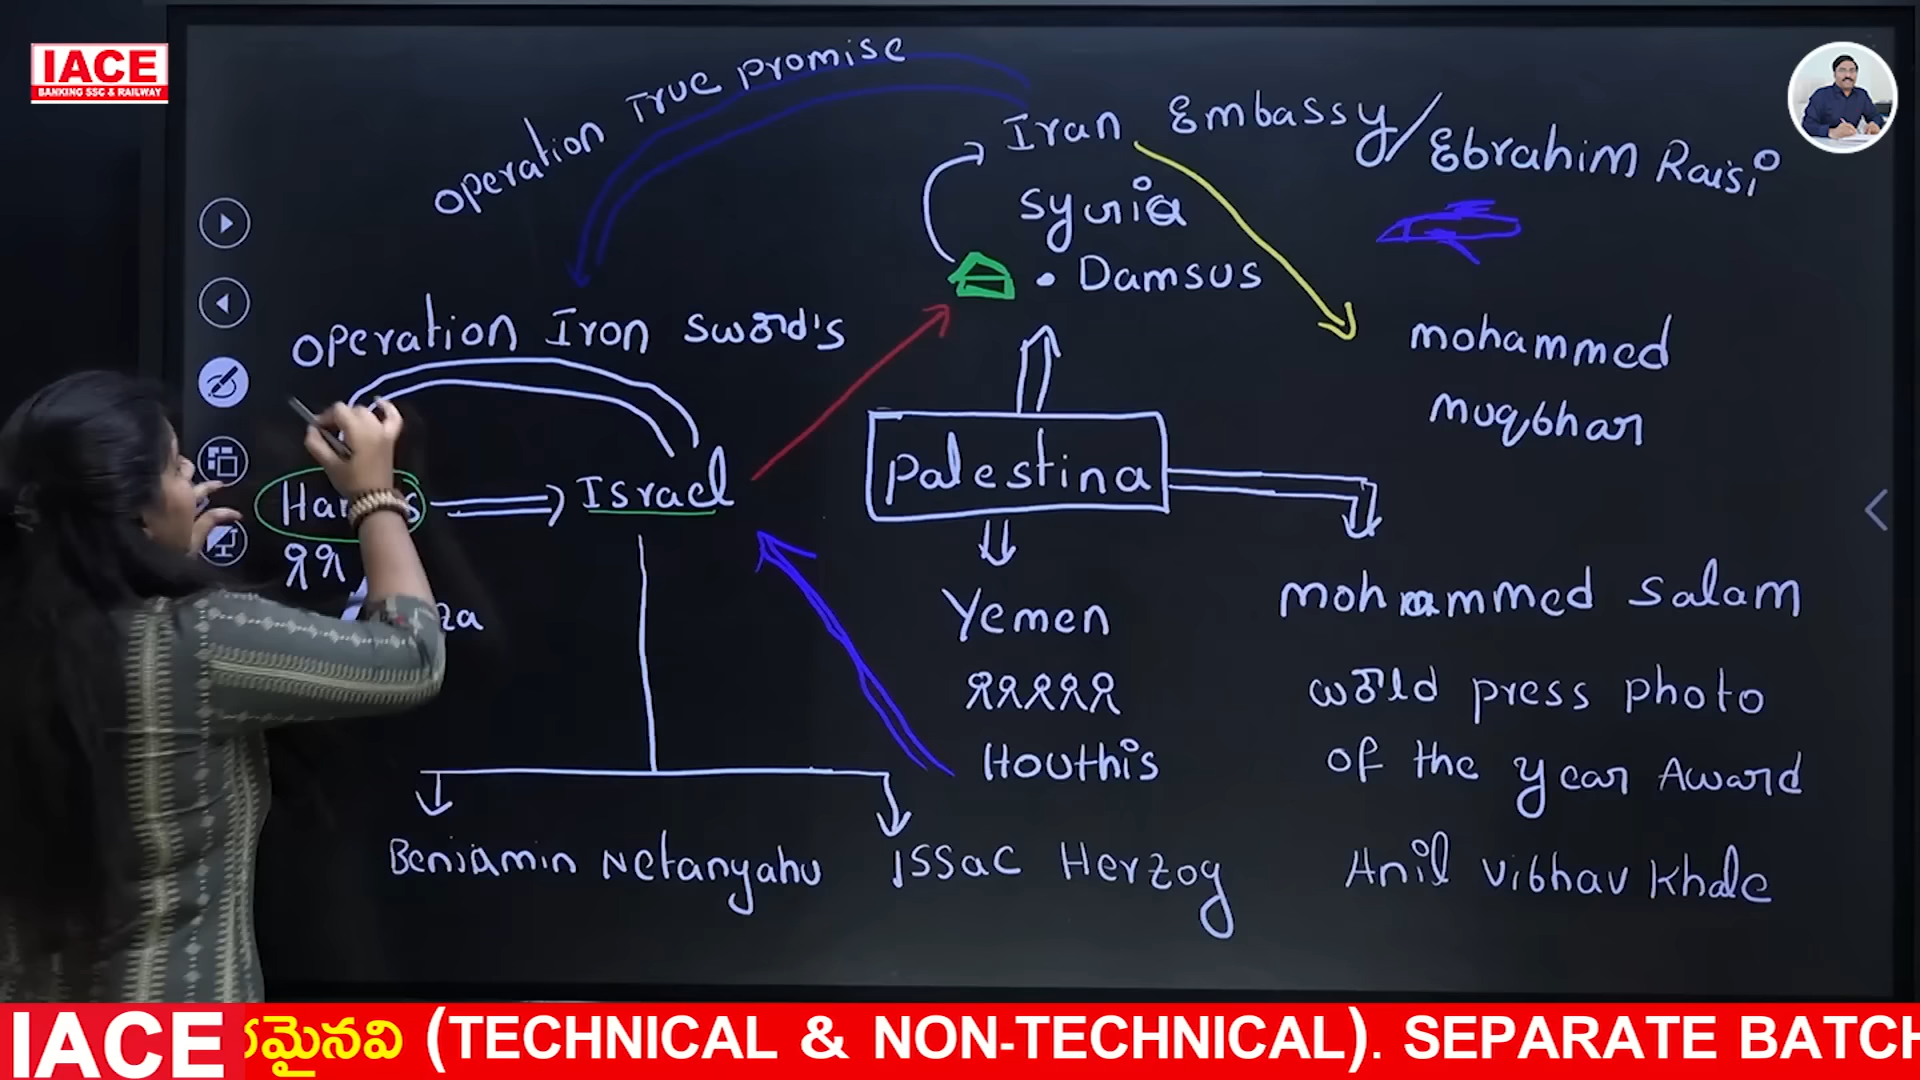 IACE
BANKING SSC & RAILWAY
operation True promise
Iran Embassy/Ebrahim Raisi
Syria
• Damsus
operation Iron sword's
mohammed
muqbhar
Israel
Palestina
Yemen
Houthis
mohammed Salam
world press photo
of the year Award
Anil vibhav Khale
Benjamin Netanyahu
Issac Herzog
IACE
(TECHNICAL & NON-TECHNICAL). SEPARATE BATCH